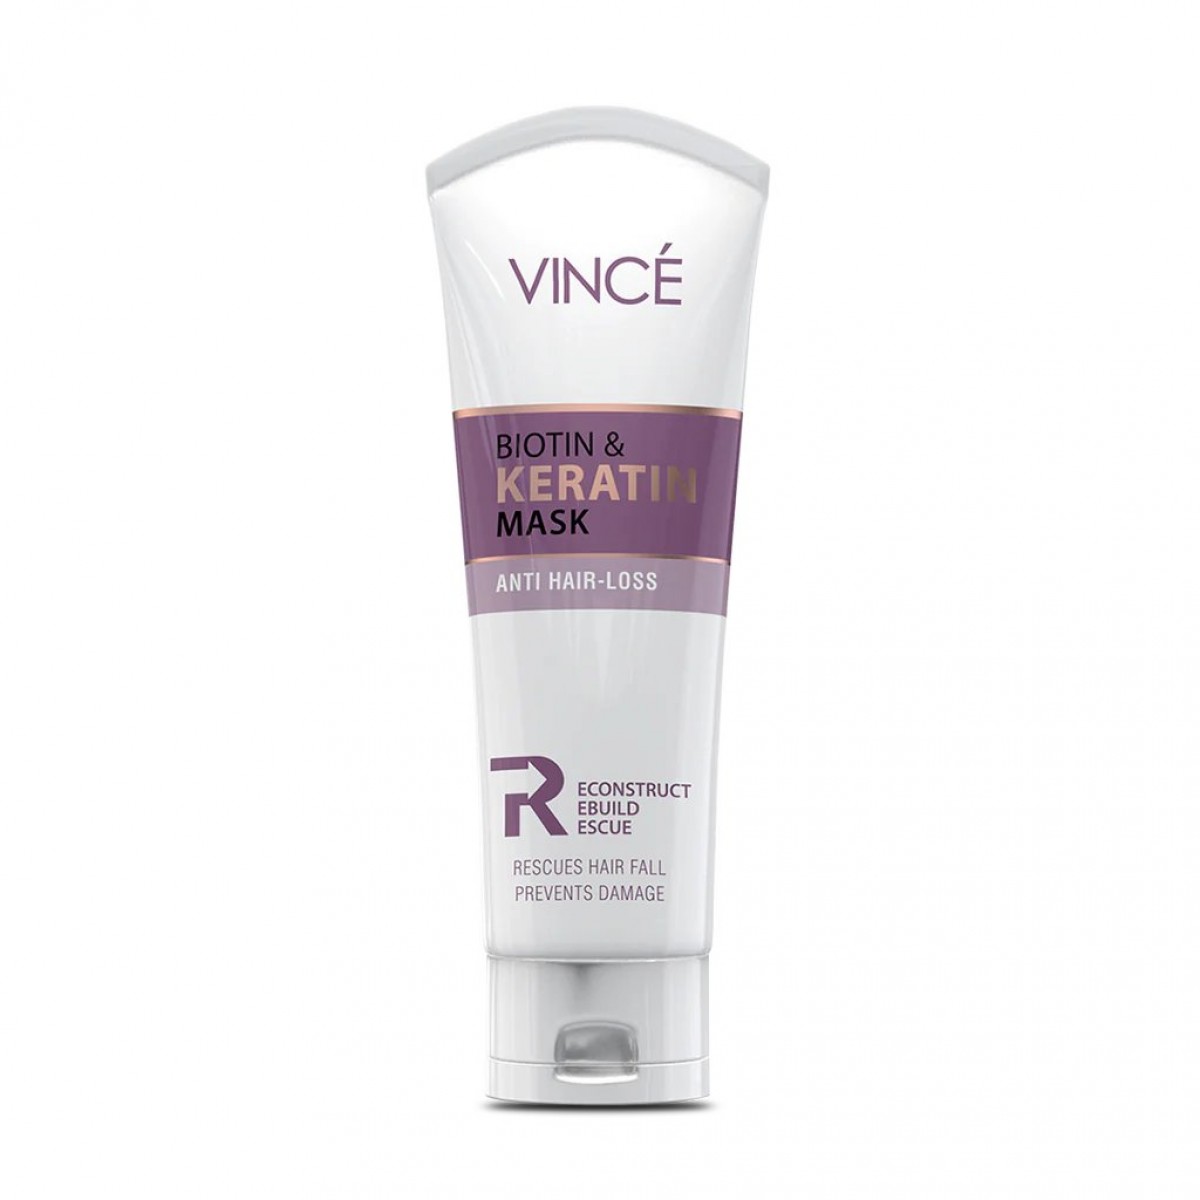 VINCÉ
BIOTIN &
KERATIN
MASK
ANTI HAIR-LOSS
R
ECONSTRUCT
EBUILD
ESCUE
RESCUES HAIR FALL
PREVENTS DAMAGE